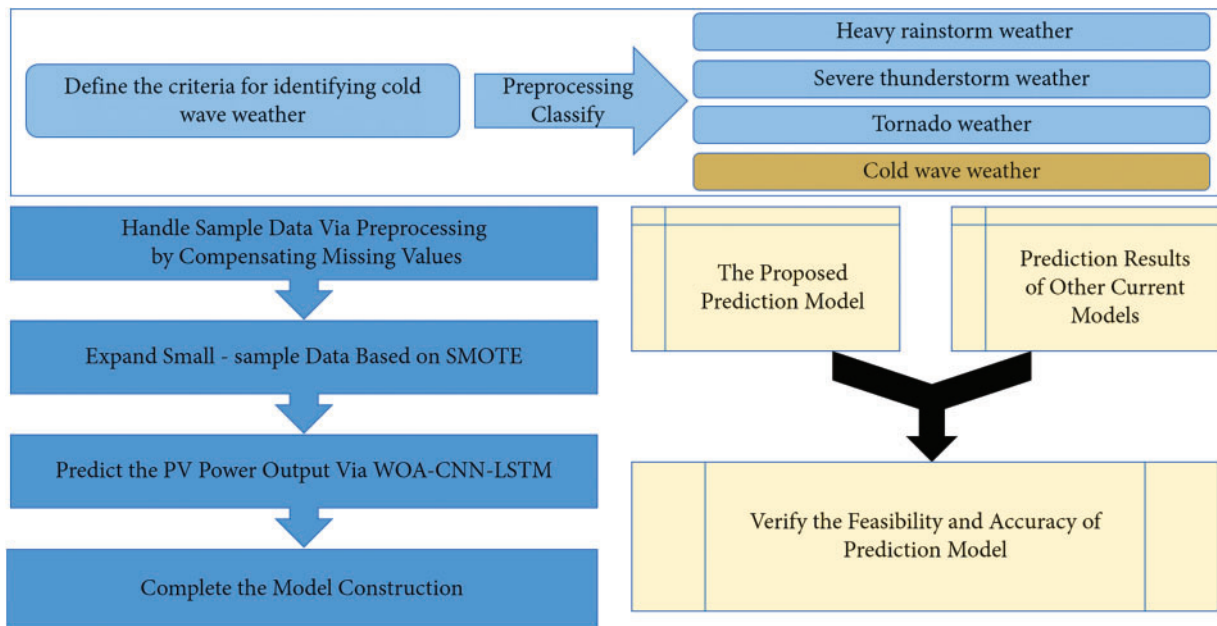 Define the criteria for identifying cold
wave weather
Preprocessing
Classify
Heavy rainstorm weather
Severe thunderstorm weather
Tornado weather
Cold wave weather
Handle Sample Data Via Preprocessing
by Compensating Missing Values
Expand Small - sample Data Based on SMOTE
Predict the PV Power Output Via WOA-CNN-LSTM
Complete the Model Construction
The Proposed
Prediction Model
Prediction Results
of Other Current
Models
Verify the Feasibility and Accuracy of
Prediction Model